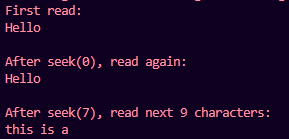 First read:
Hello
After seek(0), read again:
Hello
After seek(7), read next 9 characters:
this is a